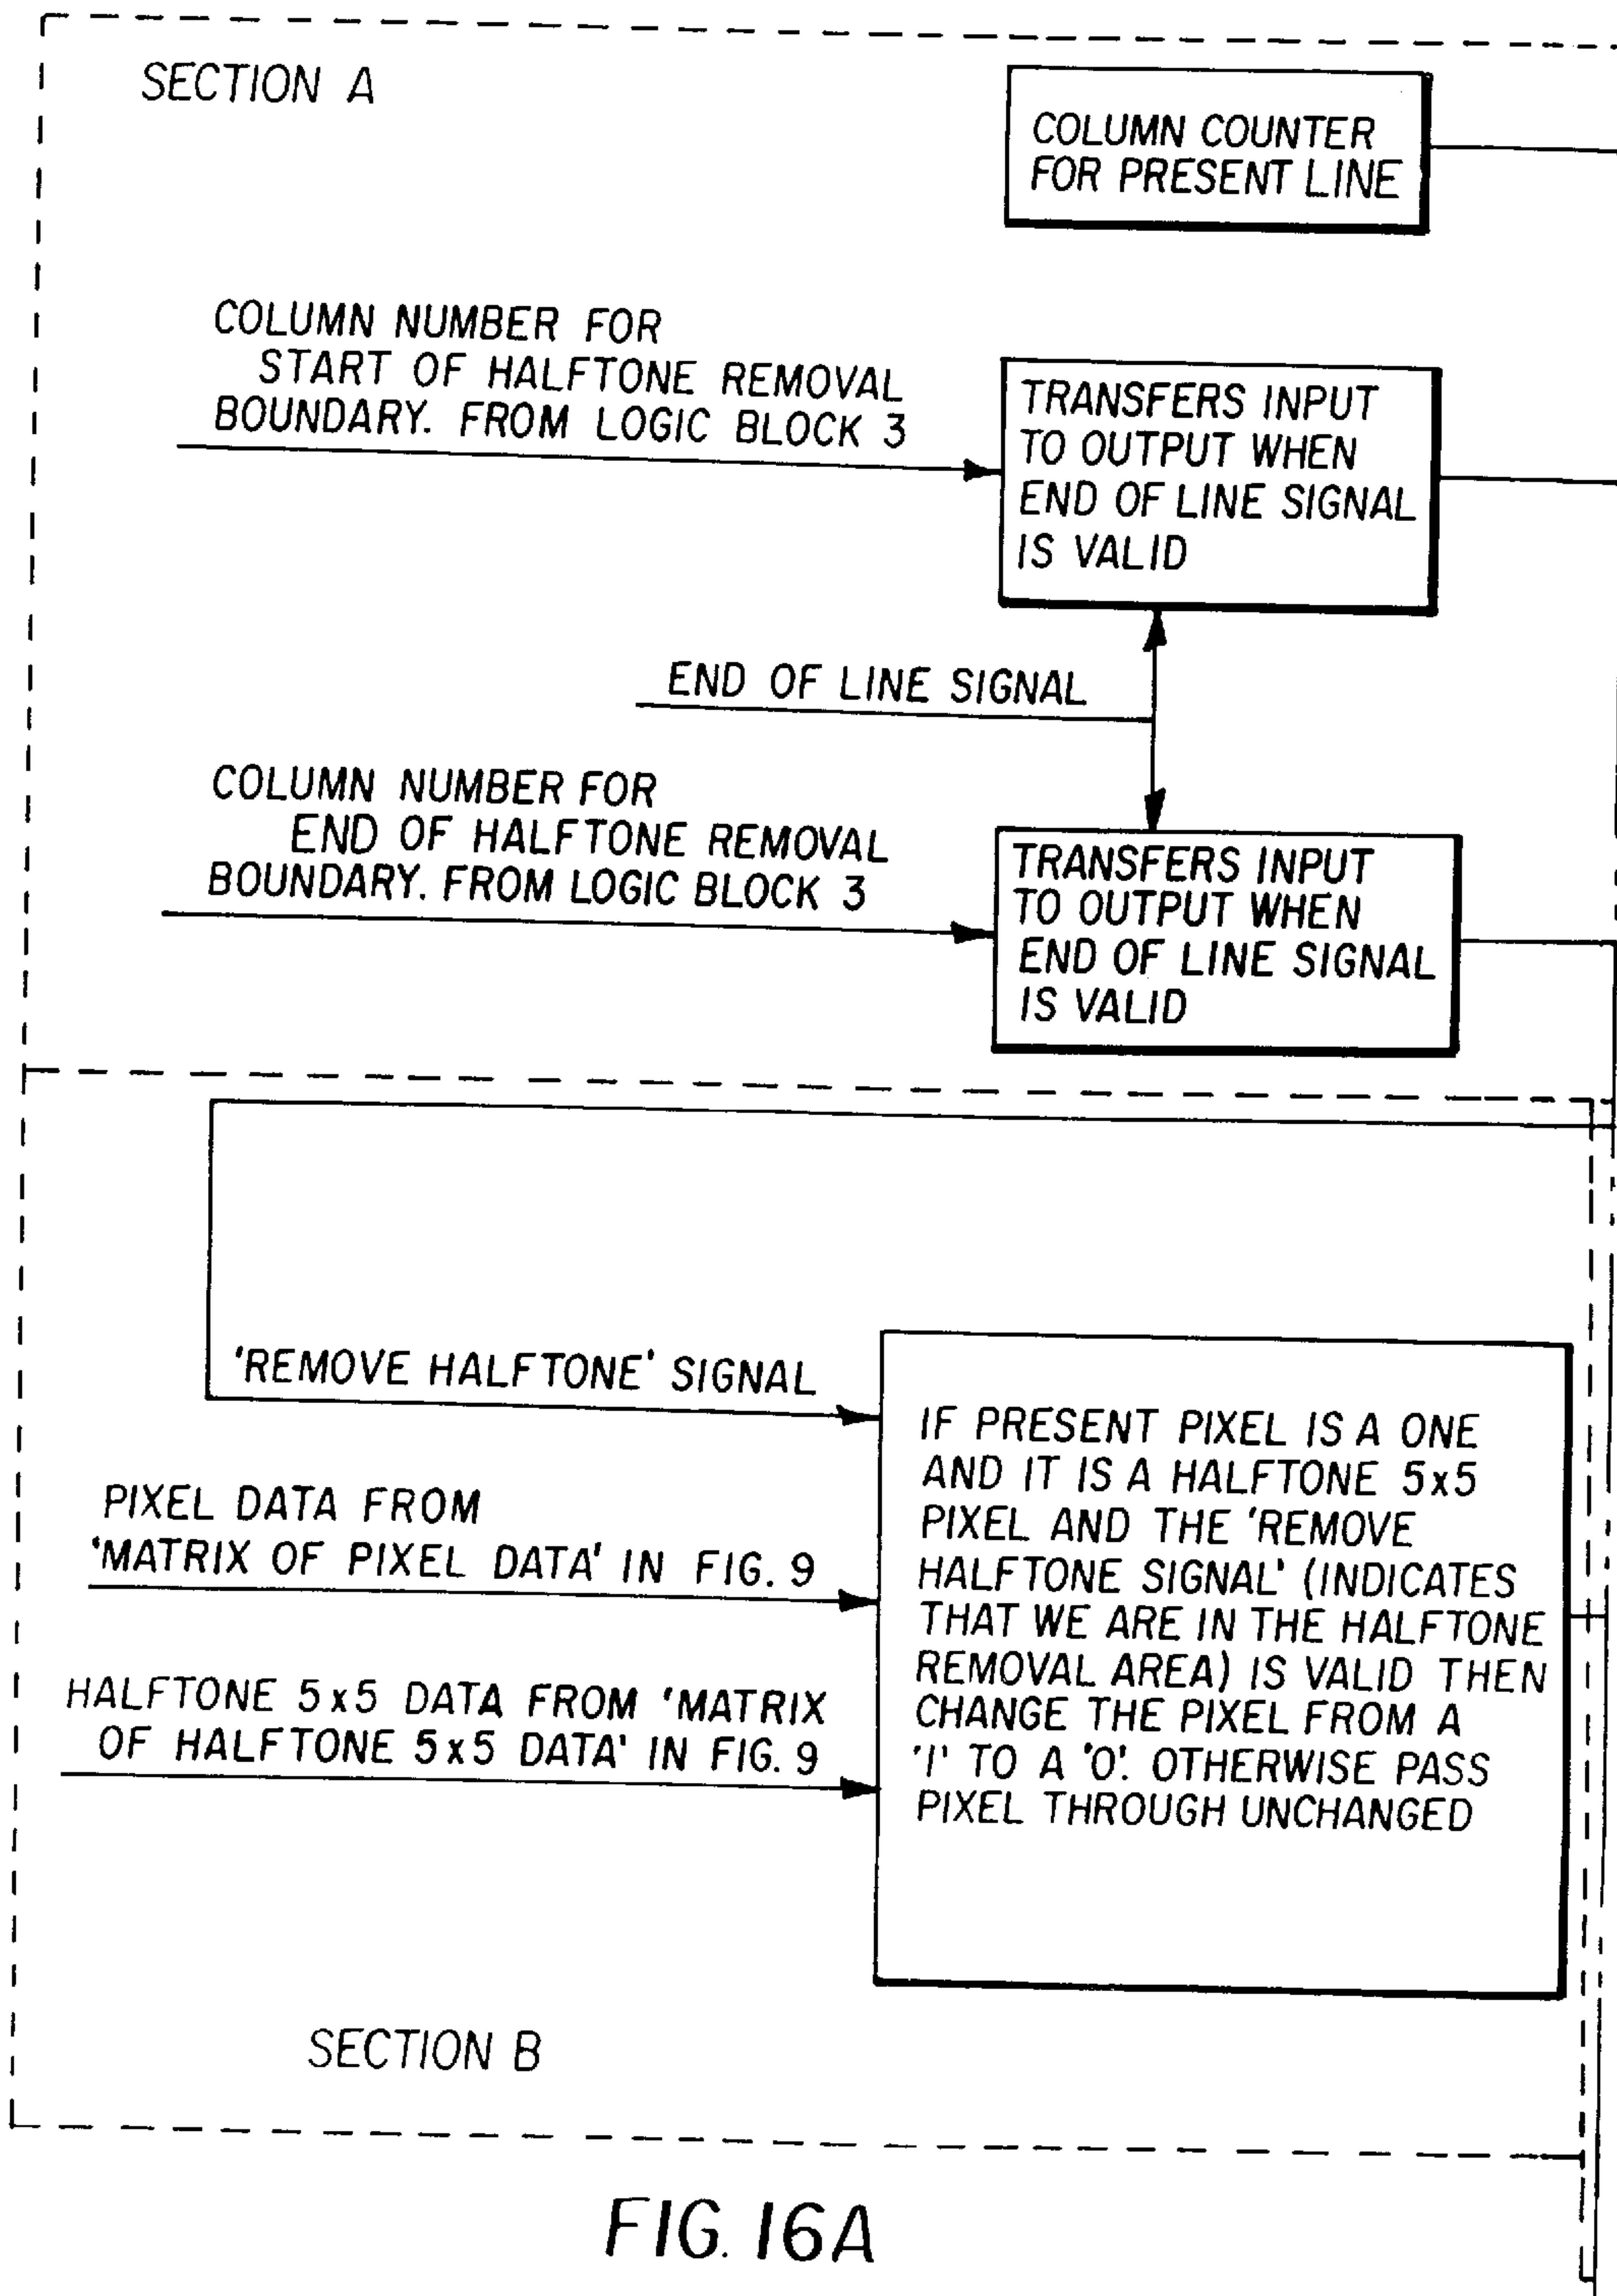 SECTION A
COLUMN COUNTER
FOR PRESENT LINE
COLUMN NUMBER FOR
START OF HALFTONE REMOVAL
BOUNDARY. FROM LOGIC BLOCK 3
TRANSFERS INPUT
TO OUTPUT WHEN
END OF LINE SIGNAL
IS VALID
END OF LINE SIGNAL
COLUMN NUMBER FOR
END OF HALFTONE REMOVAL
BOUNDARY. FROM LOGIC BLOCK 3
TRANSFERS INPUT
TO OUTPUT WHEN
END OF LINE SIGNAL
IS VALID
'REMOVE HALFTONE' SIGNAL
PIXEL DATA FROM
'MATRIX OF PIXEL DATA' IN FIG. 9
HALFTONE 5x5 DATA FROM 'MATRIX
OF HALFTONE 5x5 DATA' IN FIG. 9
IF PRESENT PIXEL IS A ONE
AND IT IS A HALFTONE 5x5
PIXEL AND THE 'REMOVE
HALFTONE SIGNAL' (INDICATES
THAT WE ARE IN THE HALFTONE
REMOVAL AREA) IS VALID THEN
CHANGE THE PIXEL FROM A
'1' TO A '0'. OTHERWISE PASS
PIXEL THROUGH UNCHANGED
SECTION B
FIG. 16A